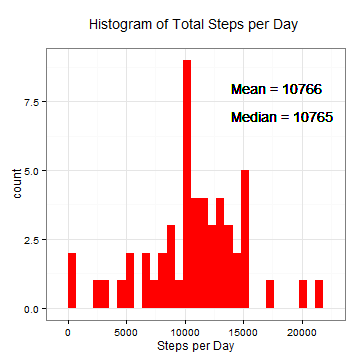 Histogram of Total Steps per Day
Mean = 10766
Median = 10765
7.5
5.0
2.5
0.0
count
0 5000 10000 15000 20000
Steps per Day